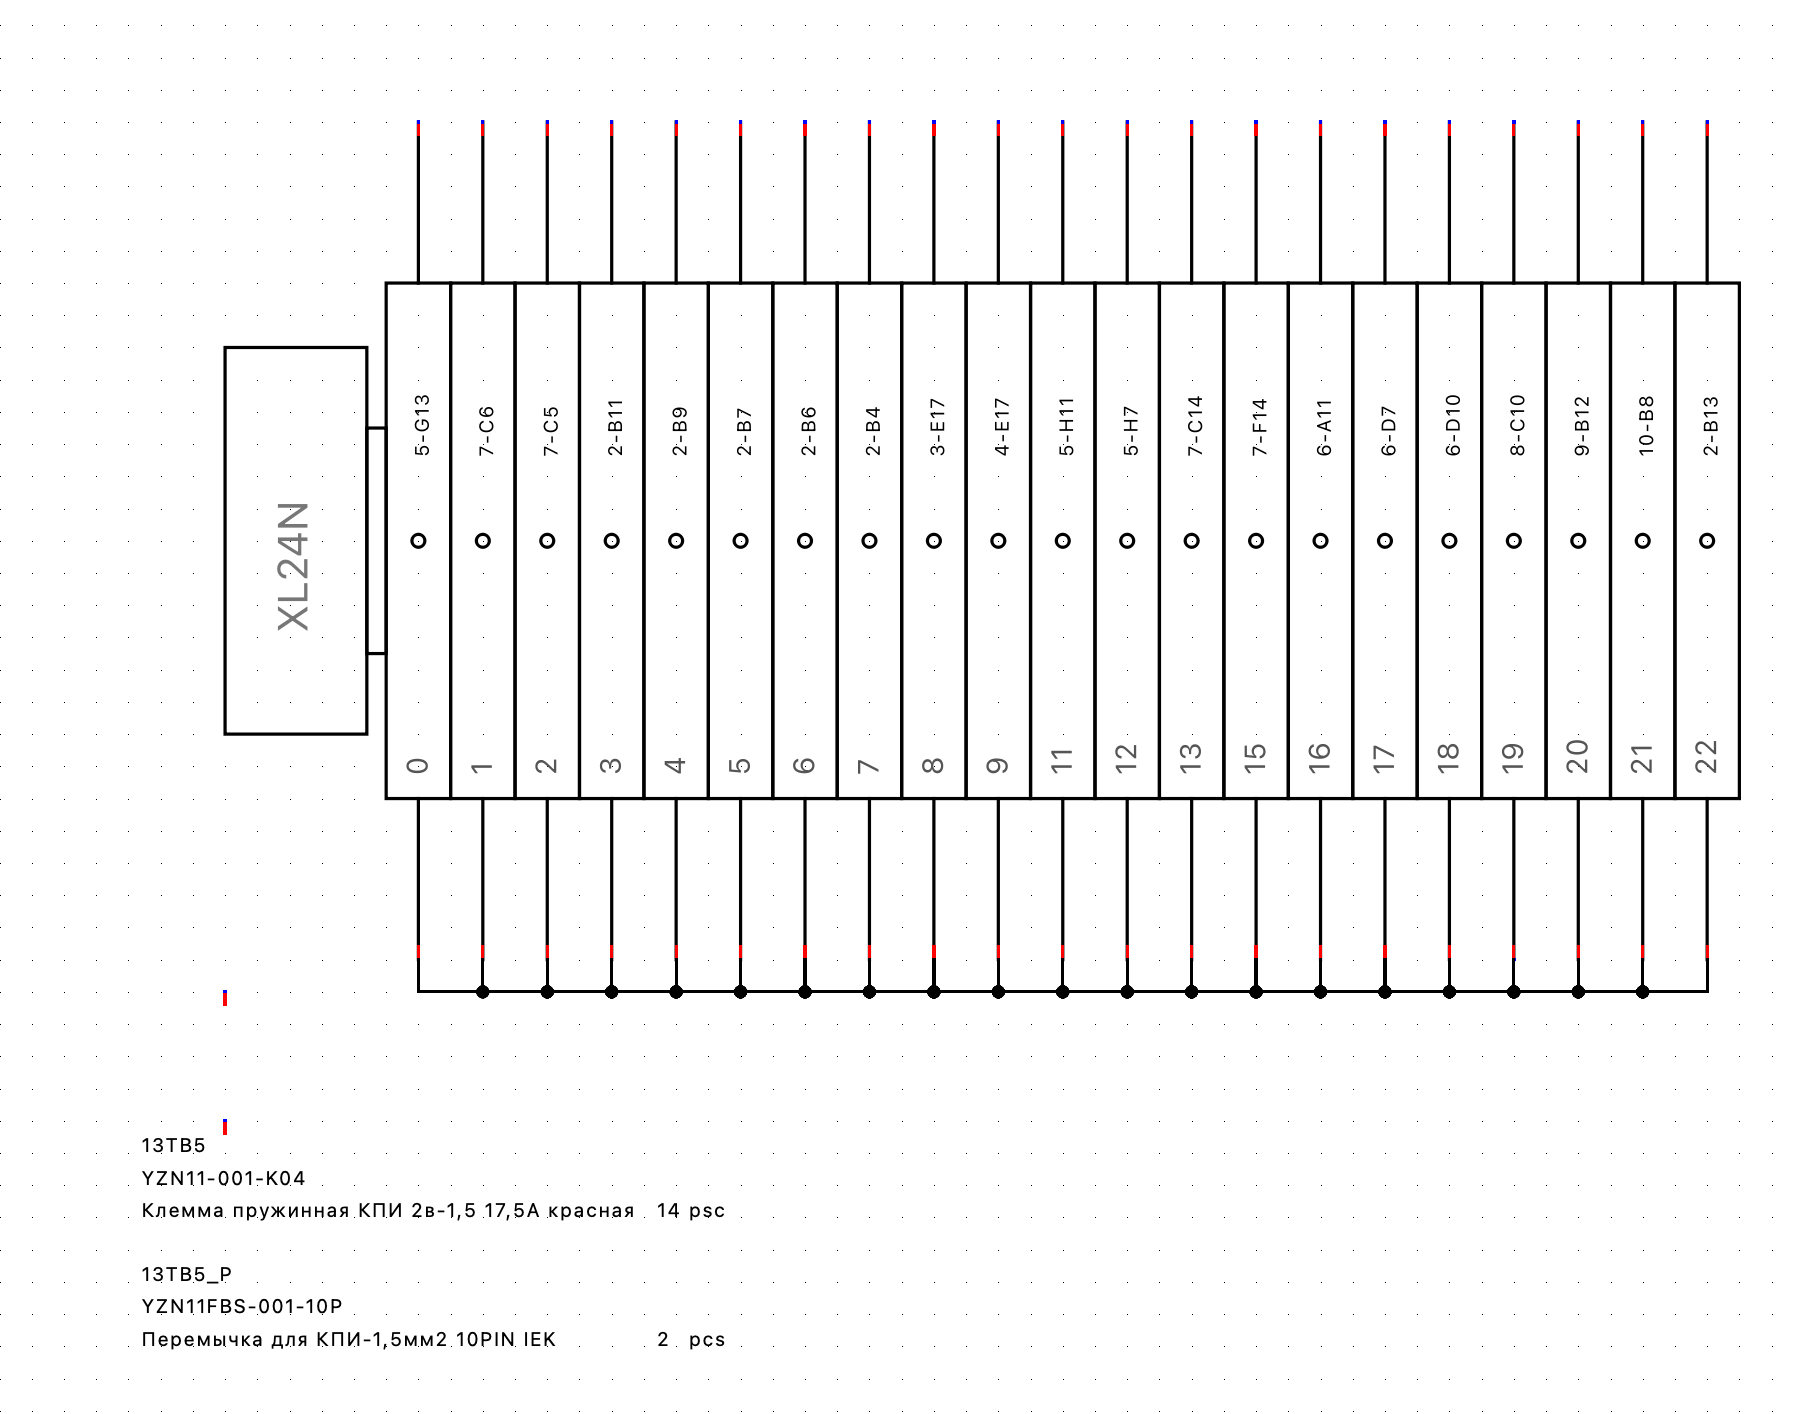 XL24N
5-G13
7-C6
7-C5
2-B11
2-B9
2-B7
2-B6
2-B4
3-E17
4-E17
5-H11
5-H7
7-C14
7-F14
6-A11
6-D7
6-D10
8-C10
9-B12
10-B8
2-B13
0
1
2
3
4
5
6
7
8
9
11
12
13
15
16
17
18
19
20
21
22
13TB5
YZN11-001-K04
Клемма пружинная КПИ 2в-1,5 17,5А красная 14 psc
13TB5_P
YZN11FBS-001-10P
Перемычка для КПИ-1,5мм2 10PIN IEK 2 pcs